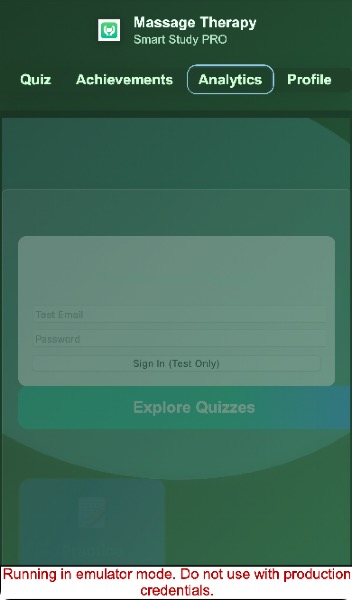 Massage Therapy
Smart Study PRO
Quiz Achievements Analytics Profile
Test Email
Password
Sign In (Test Only)
Explore Quizzes
Running in emulator mode. Do not use with production
credentials.